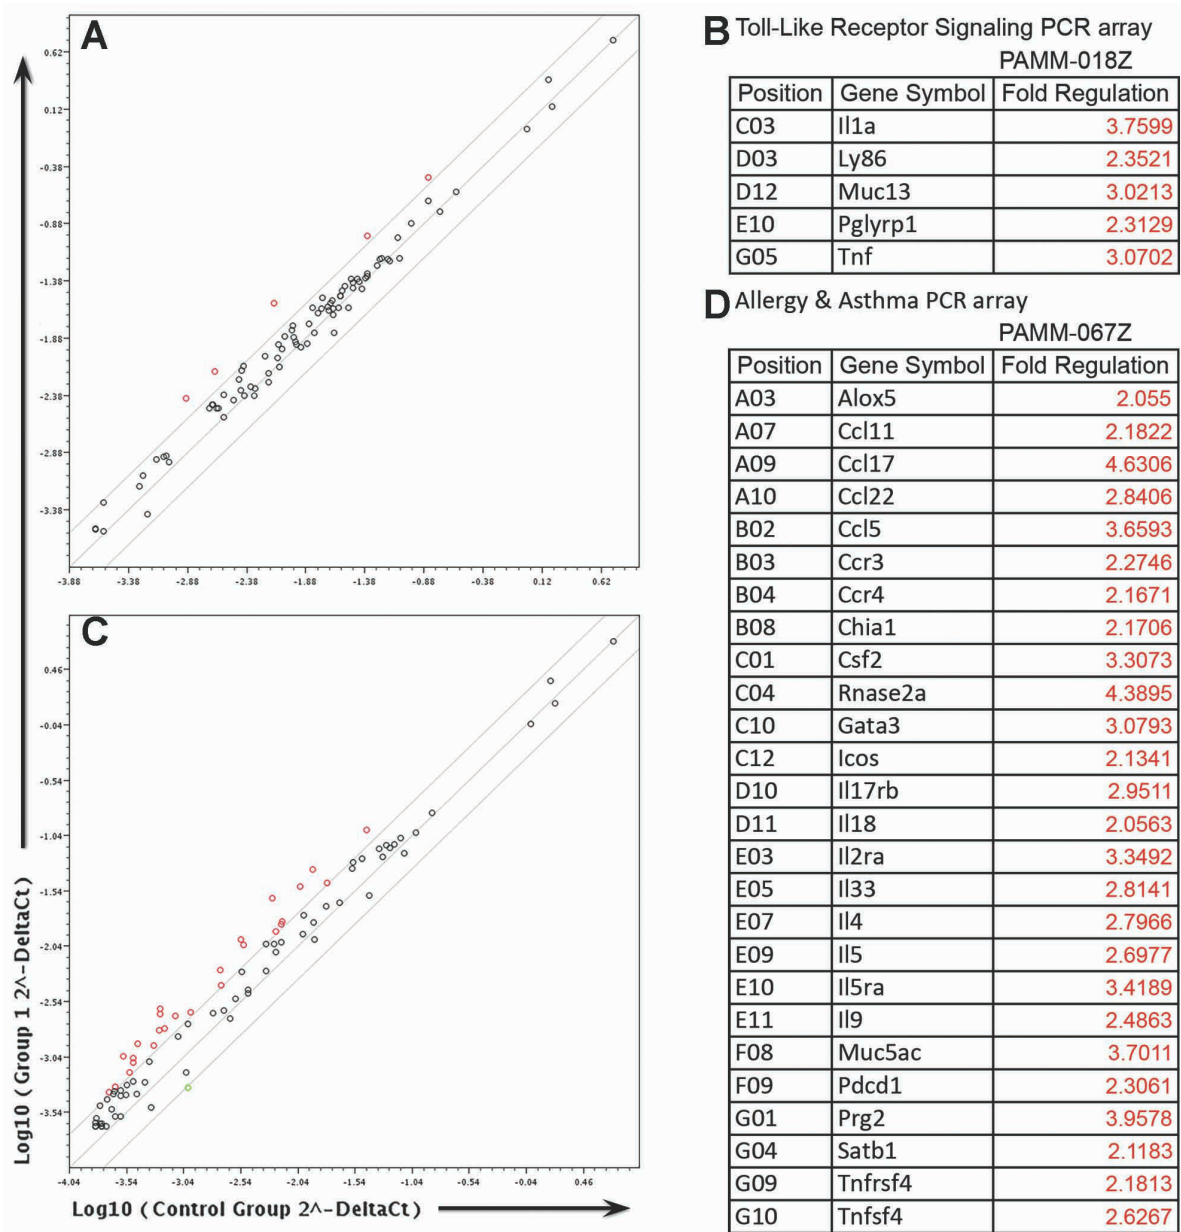 A
0.62
0.12
-0.38
-0.88
-1.38
-1.88
-2.38
-2.88
-3.38
-3.88 -3.38 -2.88 -2.38 -1.88 -1.38 -0.88 -0.38 0.12 0.62
C
0.46
-0.04
-0.54
-1.04
-1.54
-2.04
-2.54
-3.04
-3.54
-4.04 -3.54 -3.04 -2.54 -2.04 -1.54 -1.04 -0.54 -0.04 0.46
Log10 (Group 1 2^-DeltaCt)
Log10 (Control Group 2^-DeltaCt)
B Toll-Like Receptor Signaling PCR array
PAMM-018Z
Position Gene Symbol Fold Regulation
C03 Il1a 3.7599
D03 Ly86 2.3521
D12 Muc13 3.0213
E10 Pglyrp1 2.3129
G05 Tnf 3.0702
D Allergy & Asthma PCR array
PAMM-067Z
Position Gene Symbol Fold Regulation
A03 Alox5 2.055
A07 Ccl11 2.1822
A09 Ccl17 4.6306
A10 Ccl22 2.8406
B02 Ccl5 3.6593
B03 Ccr3 2.2746
B04 Ccr4 2.1671
B08 Chia1 2.1706
C01 Csf2 3.3073
C04 Rnase2a 4.3895
C10 Gata3 3.0793
C12 Icos 2.1341
D10 Il17rb 2.9511
D11 Il18 2.0563
E03 Il2ra 3.3492
E05 Il33 2.8141
E07 Il4 2.7966
E09 Il5 2.6977
E10 Il5ra 3.4189
E11 Il9 2.4863
F08 Muc5ac 3.7011
F09 Pdcd1 2.3061
G01 Prg2 3.9578
G04 Satb1 2.1183
G09 Tnfrsf4 2.1813
G10 Tnfsf4 2.6267